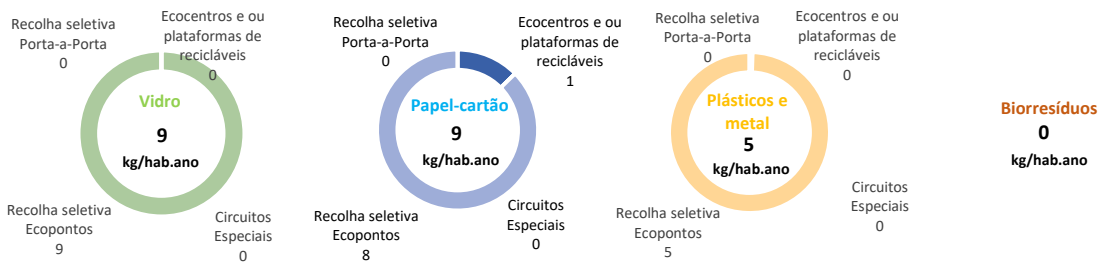 Recolha seletiva
Porta-a-Porta
0
Ecocentros e ou
plataformas de
recicláveis
0
Vidro
9
kg/hab.ano
Recolha seletiva
Ecopontos
9
Circuitos
Especiais
0
Recolha seletiva
Porta-a-Porta
0
Ecocentros e ou
plataformas de
recicláveis
1
Papel-cartão
9
kg/hab.ano
Recolha seletiva
Ecopontos
8
Circuitos
Especiais
0
Recolha seletiva
Porta-a-Porta
0
Ecocentros e ou
plataformas de
recicláveis
0
Plásticos e
metal
5
kg/hab.ano
Recolha seletiva
Ecopontos
5
Circuitos
Especiais
0
Biorresíduos
0
kg/hab.ano